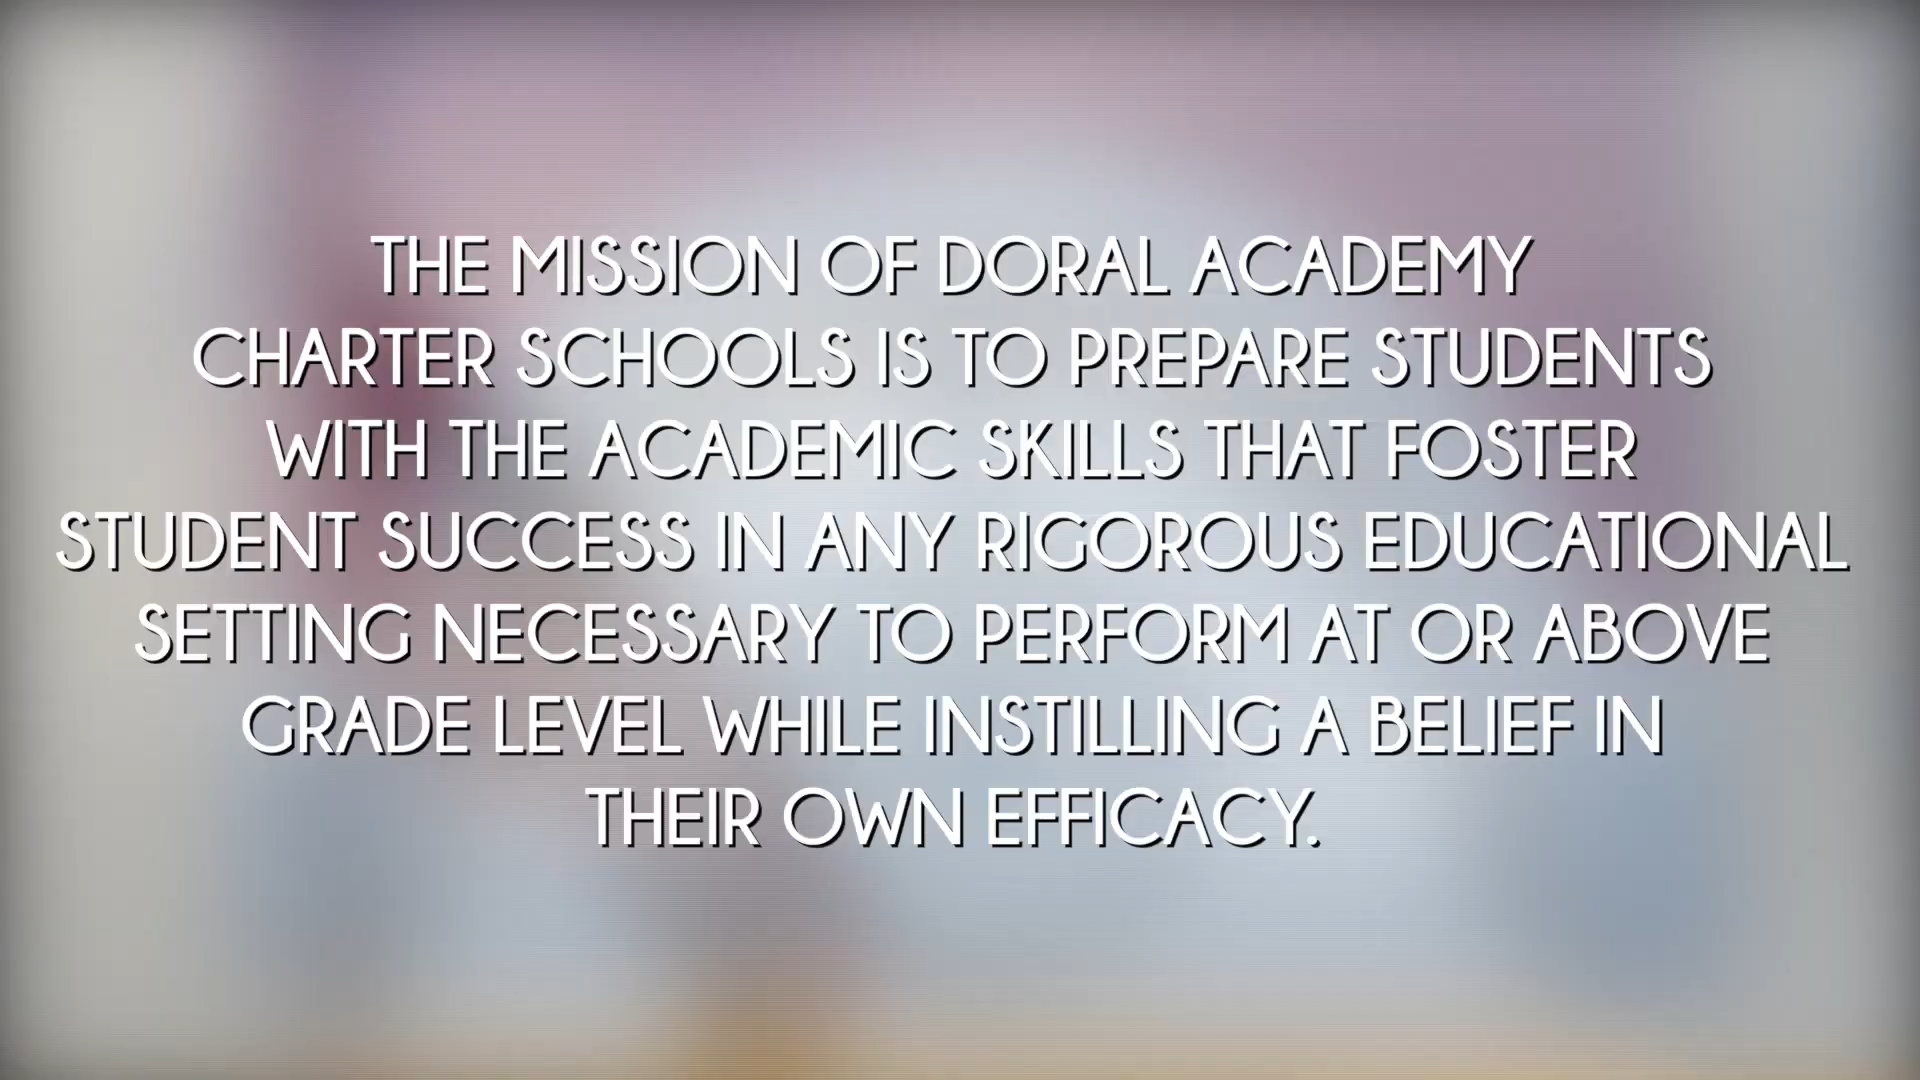 THE MISSION OF DORAL ACADEMY
CHARTER SCHOOLS IS TO PREPARE STUDENTS
WITH THE ACADEMIC SKILLS THAT FOSTER
STUDENT SUCCESS IN ANY RIGOROUS EDUCATIONAL
SETTING NECESSARY TO PERFORM AT OR ABOVE
GRADE LEVEL WHILE INSTILLING A BELIEF IN
THEIR OWN EFFICACY.